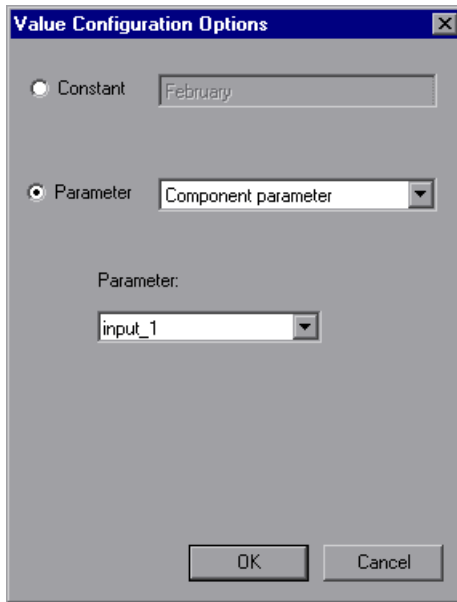 Value Configuration Options
Constant February
Parameter Component parameter
Parameter:
input_1
OK Cancel